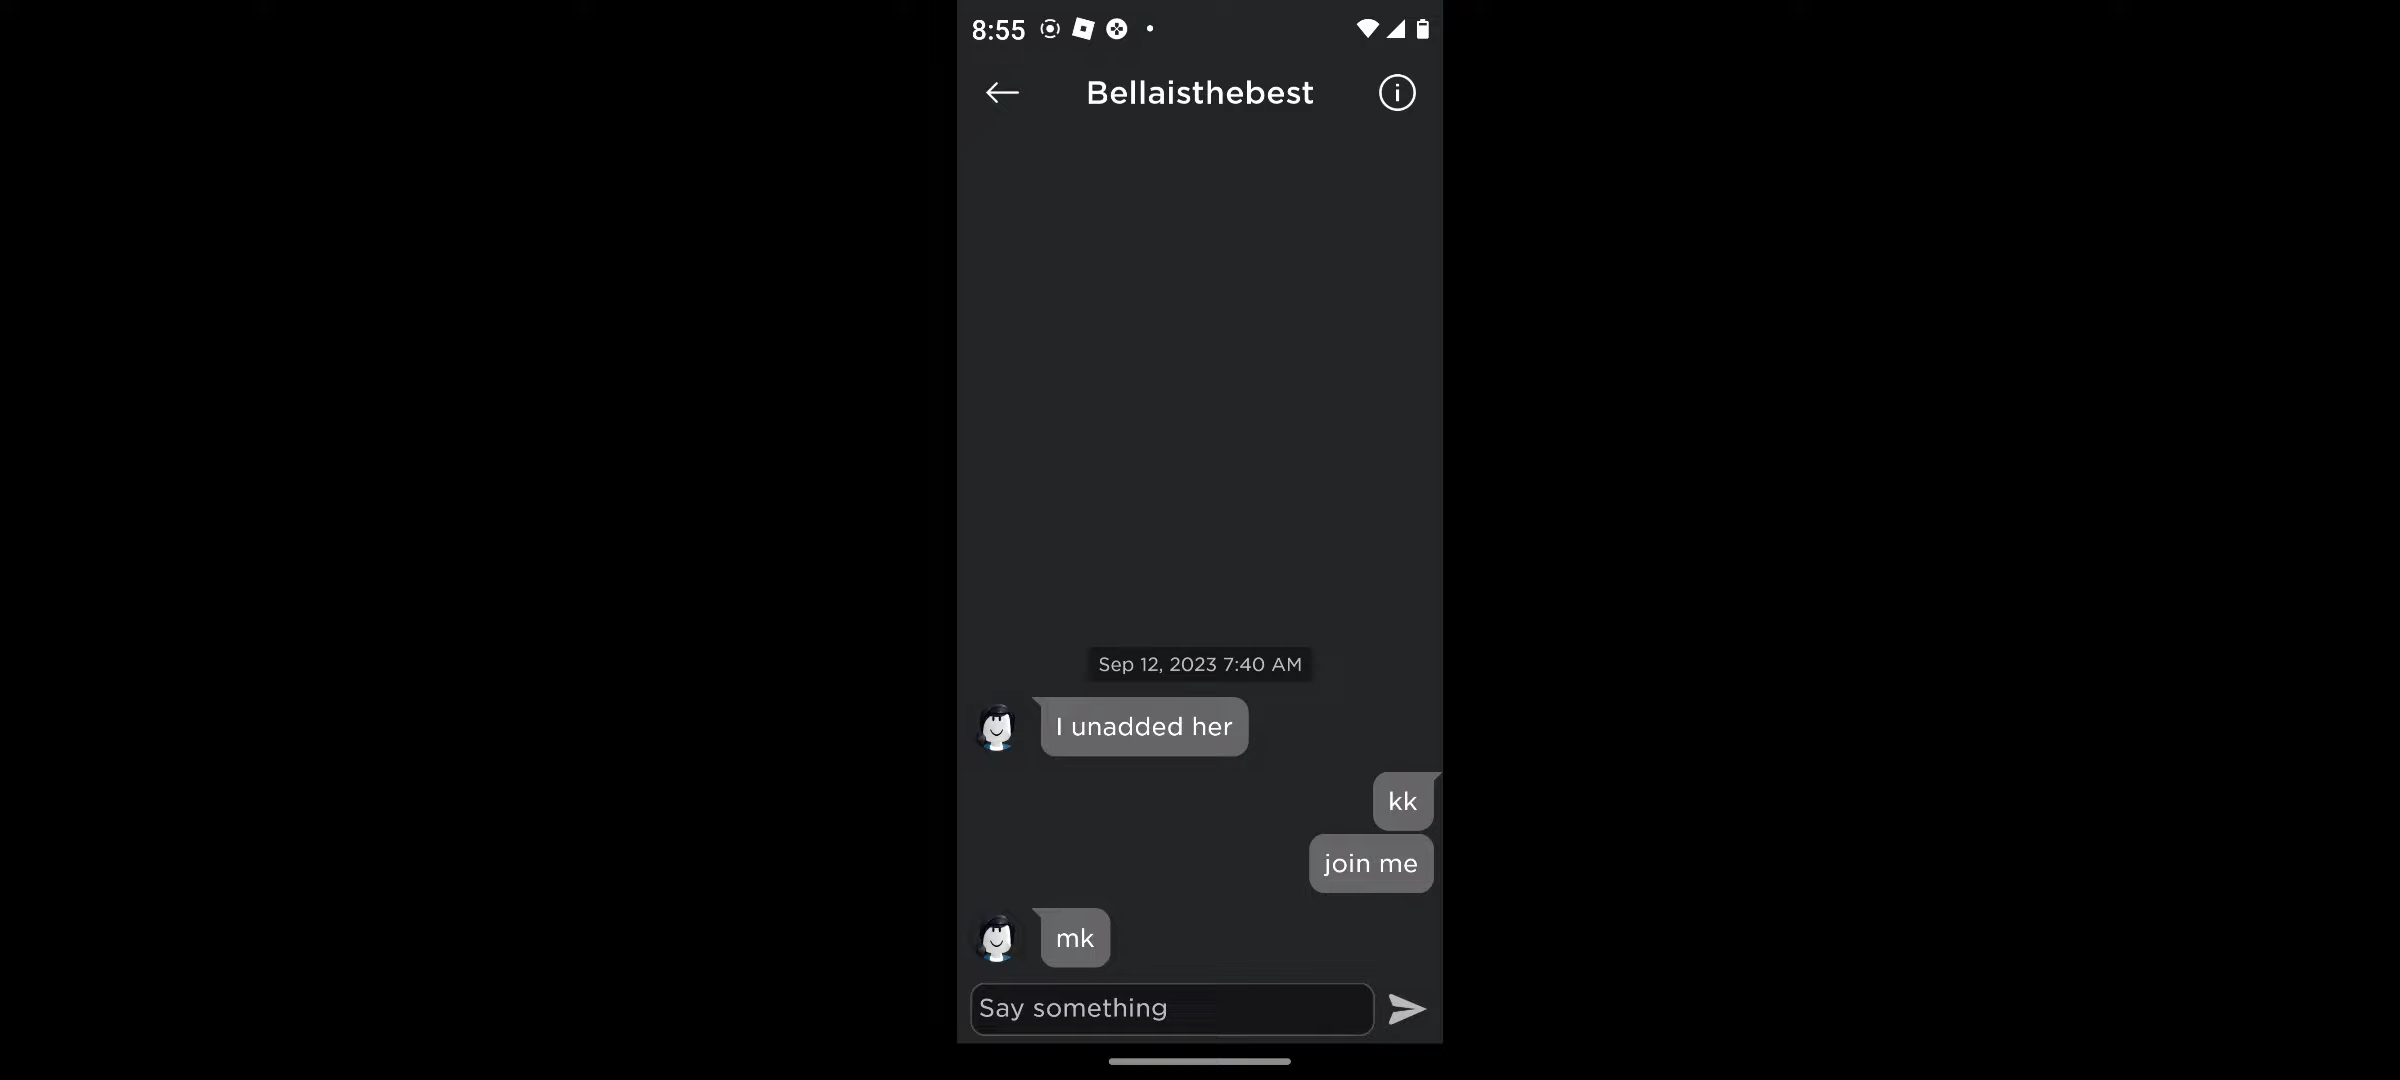 8:55
Bellaisthebest
Sep 12, 2023 7:40 AM
I unadded her
kk
join me
mk
Say something